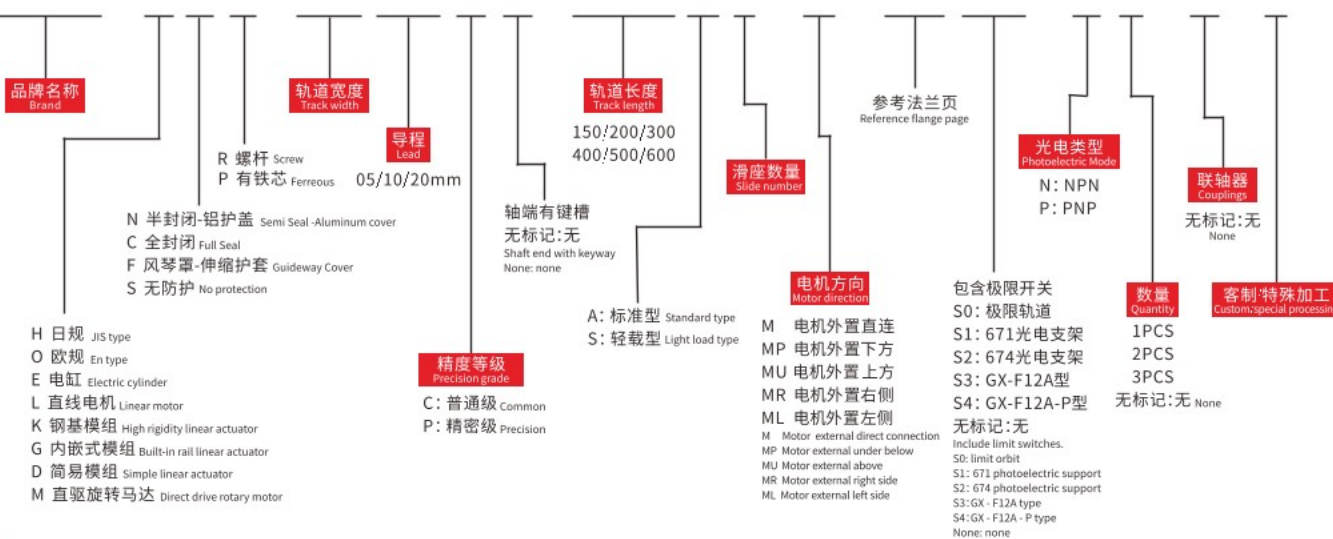 品牌名称
Brand
H 日规 JIS type
O 欧规 En type
E 电缸 Electric cylinder
L 直线电机 Linear motor
K 钢基模组 High rigidity linear actuator
G 内嵌式模组 Built-in rail linear actuator
D 简易模组 Simple linear actuator
M 直驱旋转马达 Direct drive rotary motor
N 半封闭-铝护盖 Semi Seal -Aluminum cover
C 全封闭 Full Seal
F 风琴罩-伸缩护套 Guideway Cover
S 无防护 No protection
R 螺杆 Screw
P 有铁芯 Ferreous
轨道宽度
Track width
导程
Lead
05/10/20mm
精度等级
Precision grade
C: 普通级 Common
P: 精密级 Precision
轴端有键槽
无标记:无
Shaft end with keyway
None: none
轨道长度
Track length
150/200/300
400/500/600
A: 标准型 Standard type
S: 轻载型 Light load type
滑座数量
Slide number
电机方向
Motor direction
M 电机外置直连
MP 电机外置下方
MU 电机外置上方
MR 电机外置右侧
ML 电机外置左侧
M Motor external direct connection
MP Motor external under below
MU Motor external above
MR Motor external right side
ML Motor external left side
参考法兰页
Reference flange page
包含极限开关
S0: 极限轨道
S1: 671光电支架
S2: 674光电支架
S3: GX-F12A型
S4: GX-F12A-P型
无标记:无
Include limit switches.
S0: limit orbit
S1: 671 photoelectric support
S2: 674 photoelectric support
S3:GX - F12A type
S4:GX - F12A - P type
None: none
光电类型
Photoelectric Mode
N: NPN
P: PNP
数量
Quantity
1PCS
2PCS
3PCS
无标记:无 None
联轴器
Couplings
无标记:无
None
客制·特殊加工
Custom;special processin